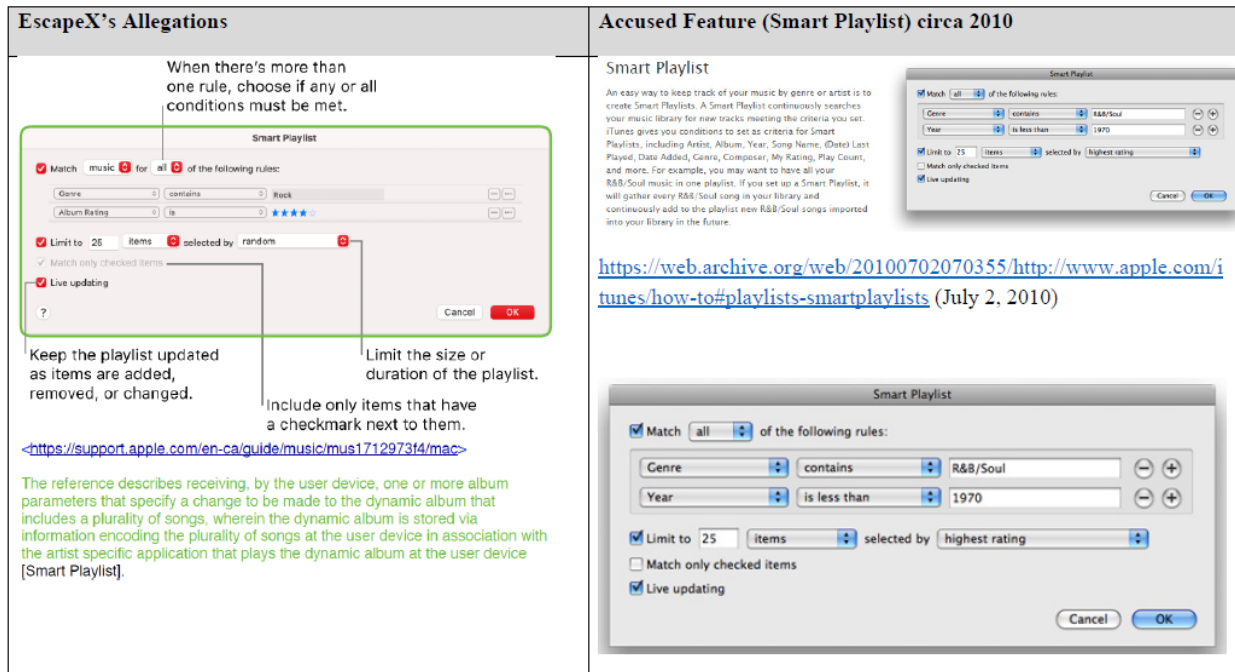 EscapeX's Allegations
When there's more than
one rule, choose if any or all
conditions must be met.
Smart Playlist
Match music for all of the following rules:
Genre contains Rock
Album Rating is ★★★★☆
Limit to 25 items selected by random
Match only checked items
Live updating
? Cancel OK
Keep the playlist updated
as items are added,
removed, or changed.
Limit the size or
duration of the playlist.
Include only items that have
a checkmark next to them.
<https://support.apple.com/en-ca/guide/music/mus1712973f4/mac>
The reference describes receiving, by the user device, one or more album
parameters that specify a change to be made to the dynamic album that
includes a plurality of songs, wherein the dynamic album is stored via
information encoding the plurality of songs at the user device in association with
the artist specific application that plays the dynamic album at the user device
[Smart Playlist].
Accused Feature (Smart Playlist) circa 2010
Smart Playlist
An easy way to keep track of your music by genre or artist is to
create Smart Playlists. A Smart Playlist continuously searches
your music library for new tracks meeting the criteria you set.
iTunes gives you conditions to set as criteria for Smart
Playlists, including Artist, Album, Year, Song Name, (Date) Last
Played, Date Added, Genre, Composer, My Rating, Play Count,
and more. For example, you may want to have all your
R&B/Soul music in one playlist. If you set up a Smart Playlist, it
will gather every R&B/Soul song in your library and
continuously add to the playlist new R&B/Soul songs imported
into your library in the future.
Smart Playlist
Match all of the following rules:
Genre contains R&B/Soul
Year is less than 1970
Limit to 25 items selected by highest rating
Match only checked items
Live updating
Cancel OK
https://web.archive.org/web/20100702070355/http://www.apple.com/i
tunes/how-to#playlists-smartplaylists (July 2, 2010)
Smart Playlist
Match all of the following rules:
Genre contains R&B/Soul
Year is less than 1970
Limit to 25 items selected by highest rating
Match only checked items
Live updating
Cancel OK